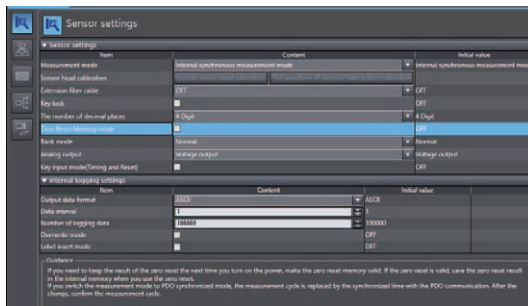 Sensor settings
▼ Sensor settings
Item Content Initial value
Measurement mode Internal synchronous measurement mode Internal synchronous measurement mod
Sensor head calibration
Extension fiber cable OFF OFF
Key lock
The number of decimal places 4 Digit 4 Digit
Zero Reset Memory mode OFF
Bank mode Normal Normal
Analog output Voltage output Voltage output
Key input mode(Timing and Reset) OFF
▼ Internal logging settings
Item Content Initial value
Output data format ASCII ASCII
Data interval 1 1
Number of logging data 100000 100000
Overwrite mode OFF
Label insert mode OFF
Guidance
If you need to keep the result of the zero reset the next time you turn on the power, make the zero reset memory valid. If the zero reset is valid, save the zero reset result
in the internal memory when you use the zero reset.
If you switch the measurement mode to PDO synchronized mode, the measurement cycle is replaced by the synchronized time with the PDO communication. After the
change, confirm the measurement cycle.